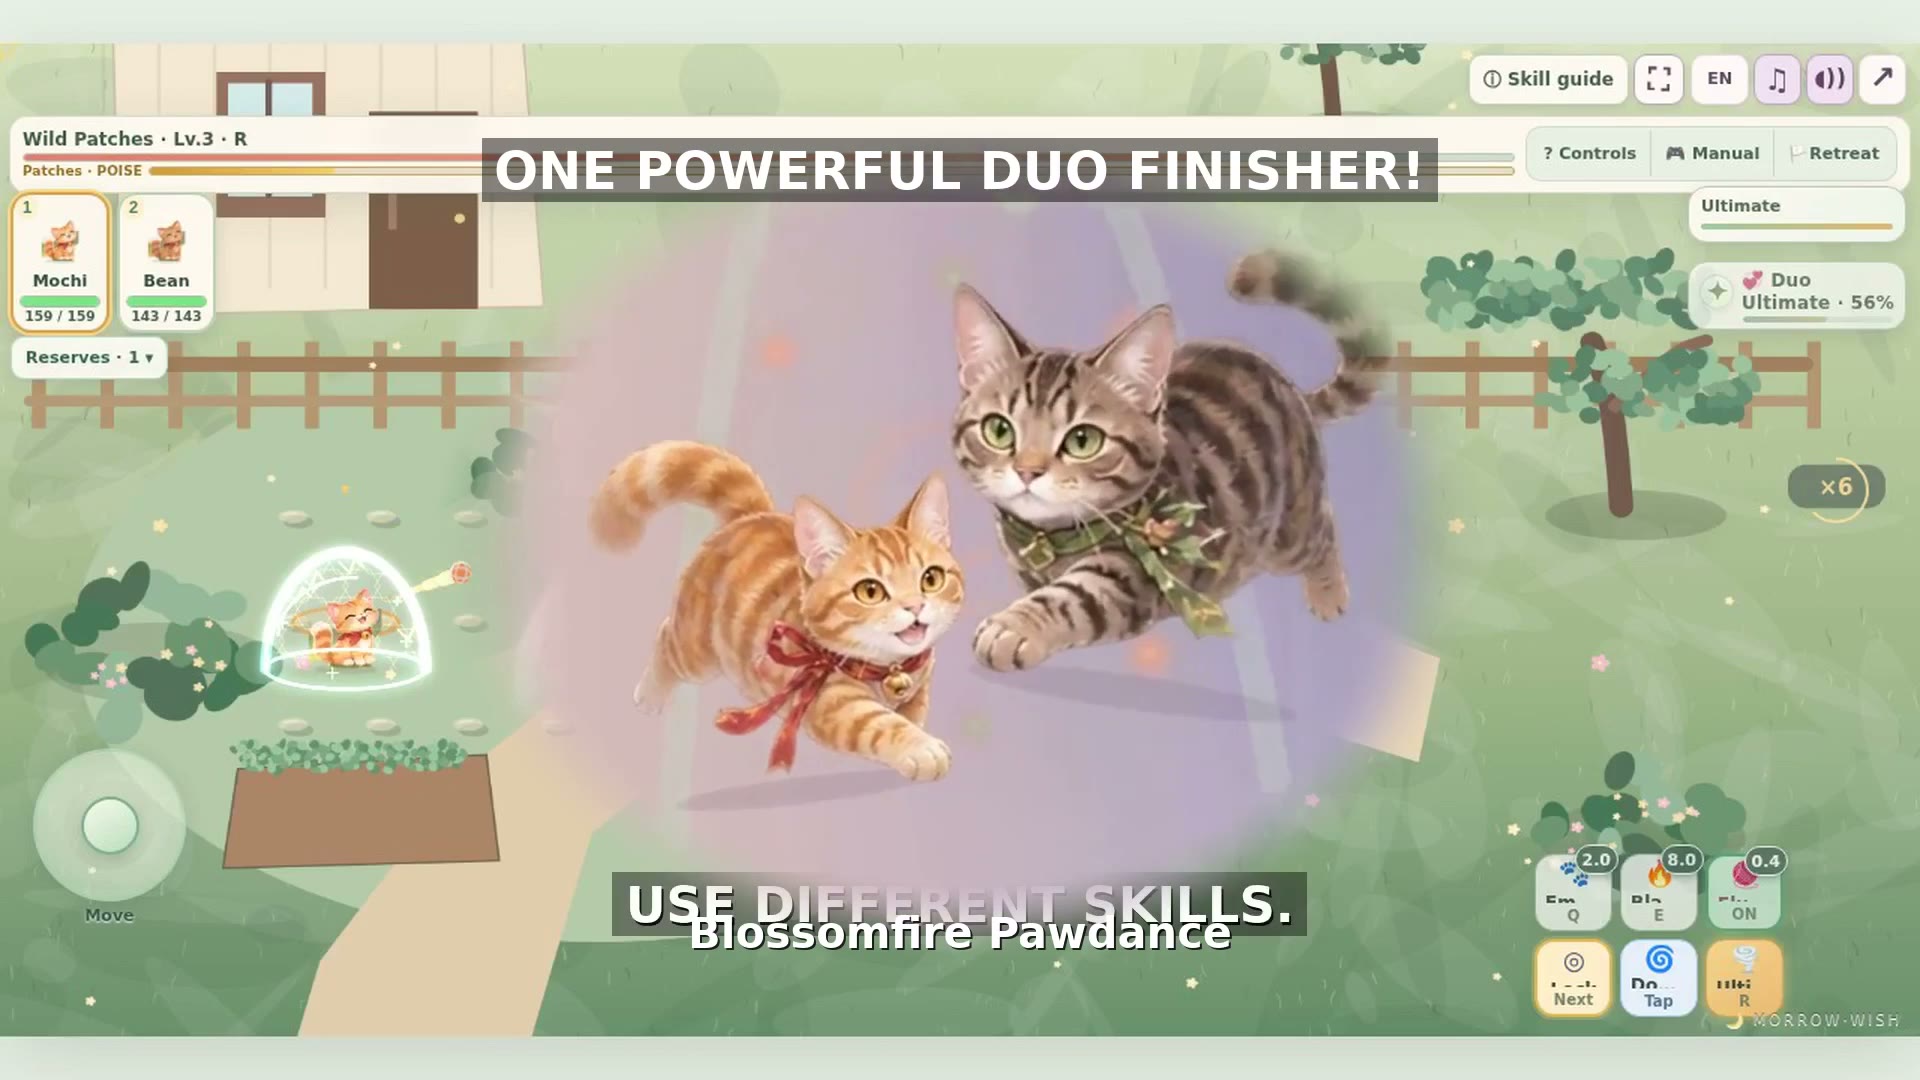 ⓘ Skill guide
EN
Wild Patches · Lv.3 · R
Patches · POISE
ONE POWERFUL DUO FINISHER!
? Controls
Manual
Retreat
Ultimate
Duo
Ultimate · 56%
1
Mochi
159 / 159
2
Bean
143 / 143
Reserves · 1 ▾
×6
Move
USE DIFFERENT SKILLS.
Blossomfire Pawdance
2.0
Q
8.0
E
0.4
ON
Next
Do...
Tap
R
MORROW·WISH